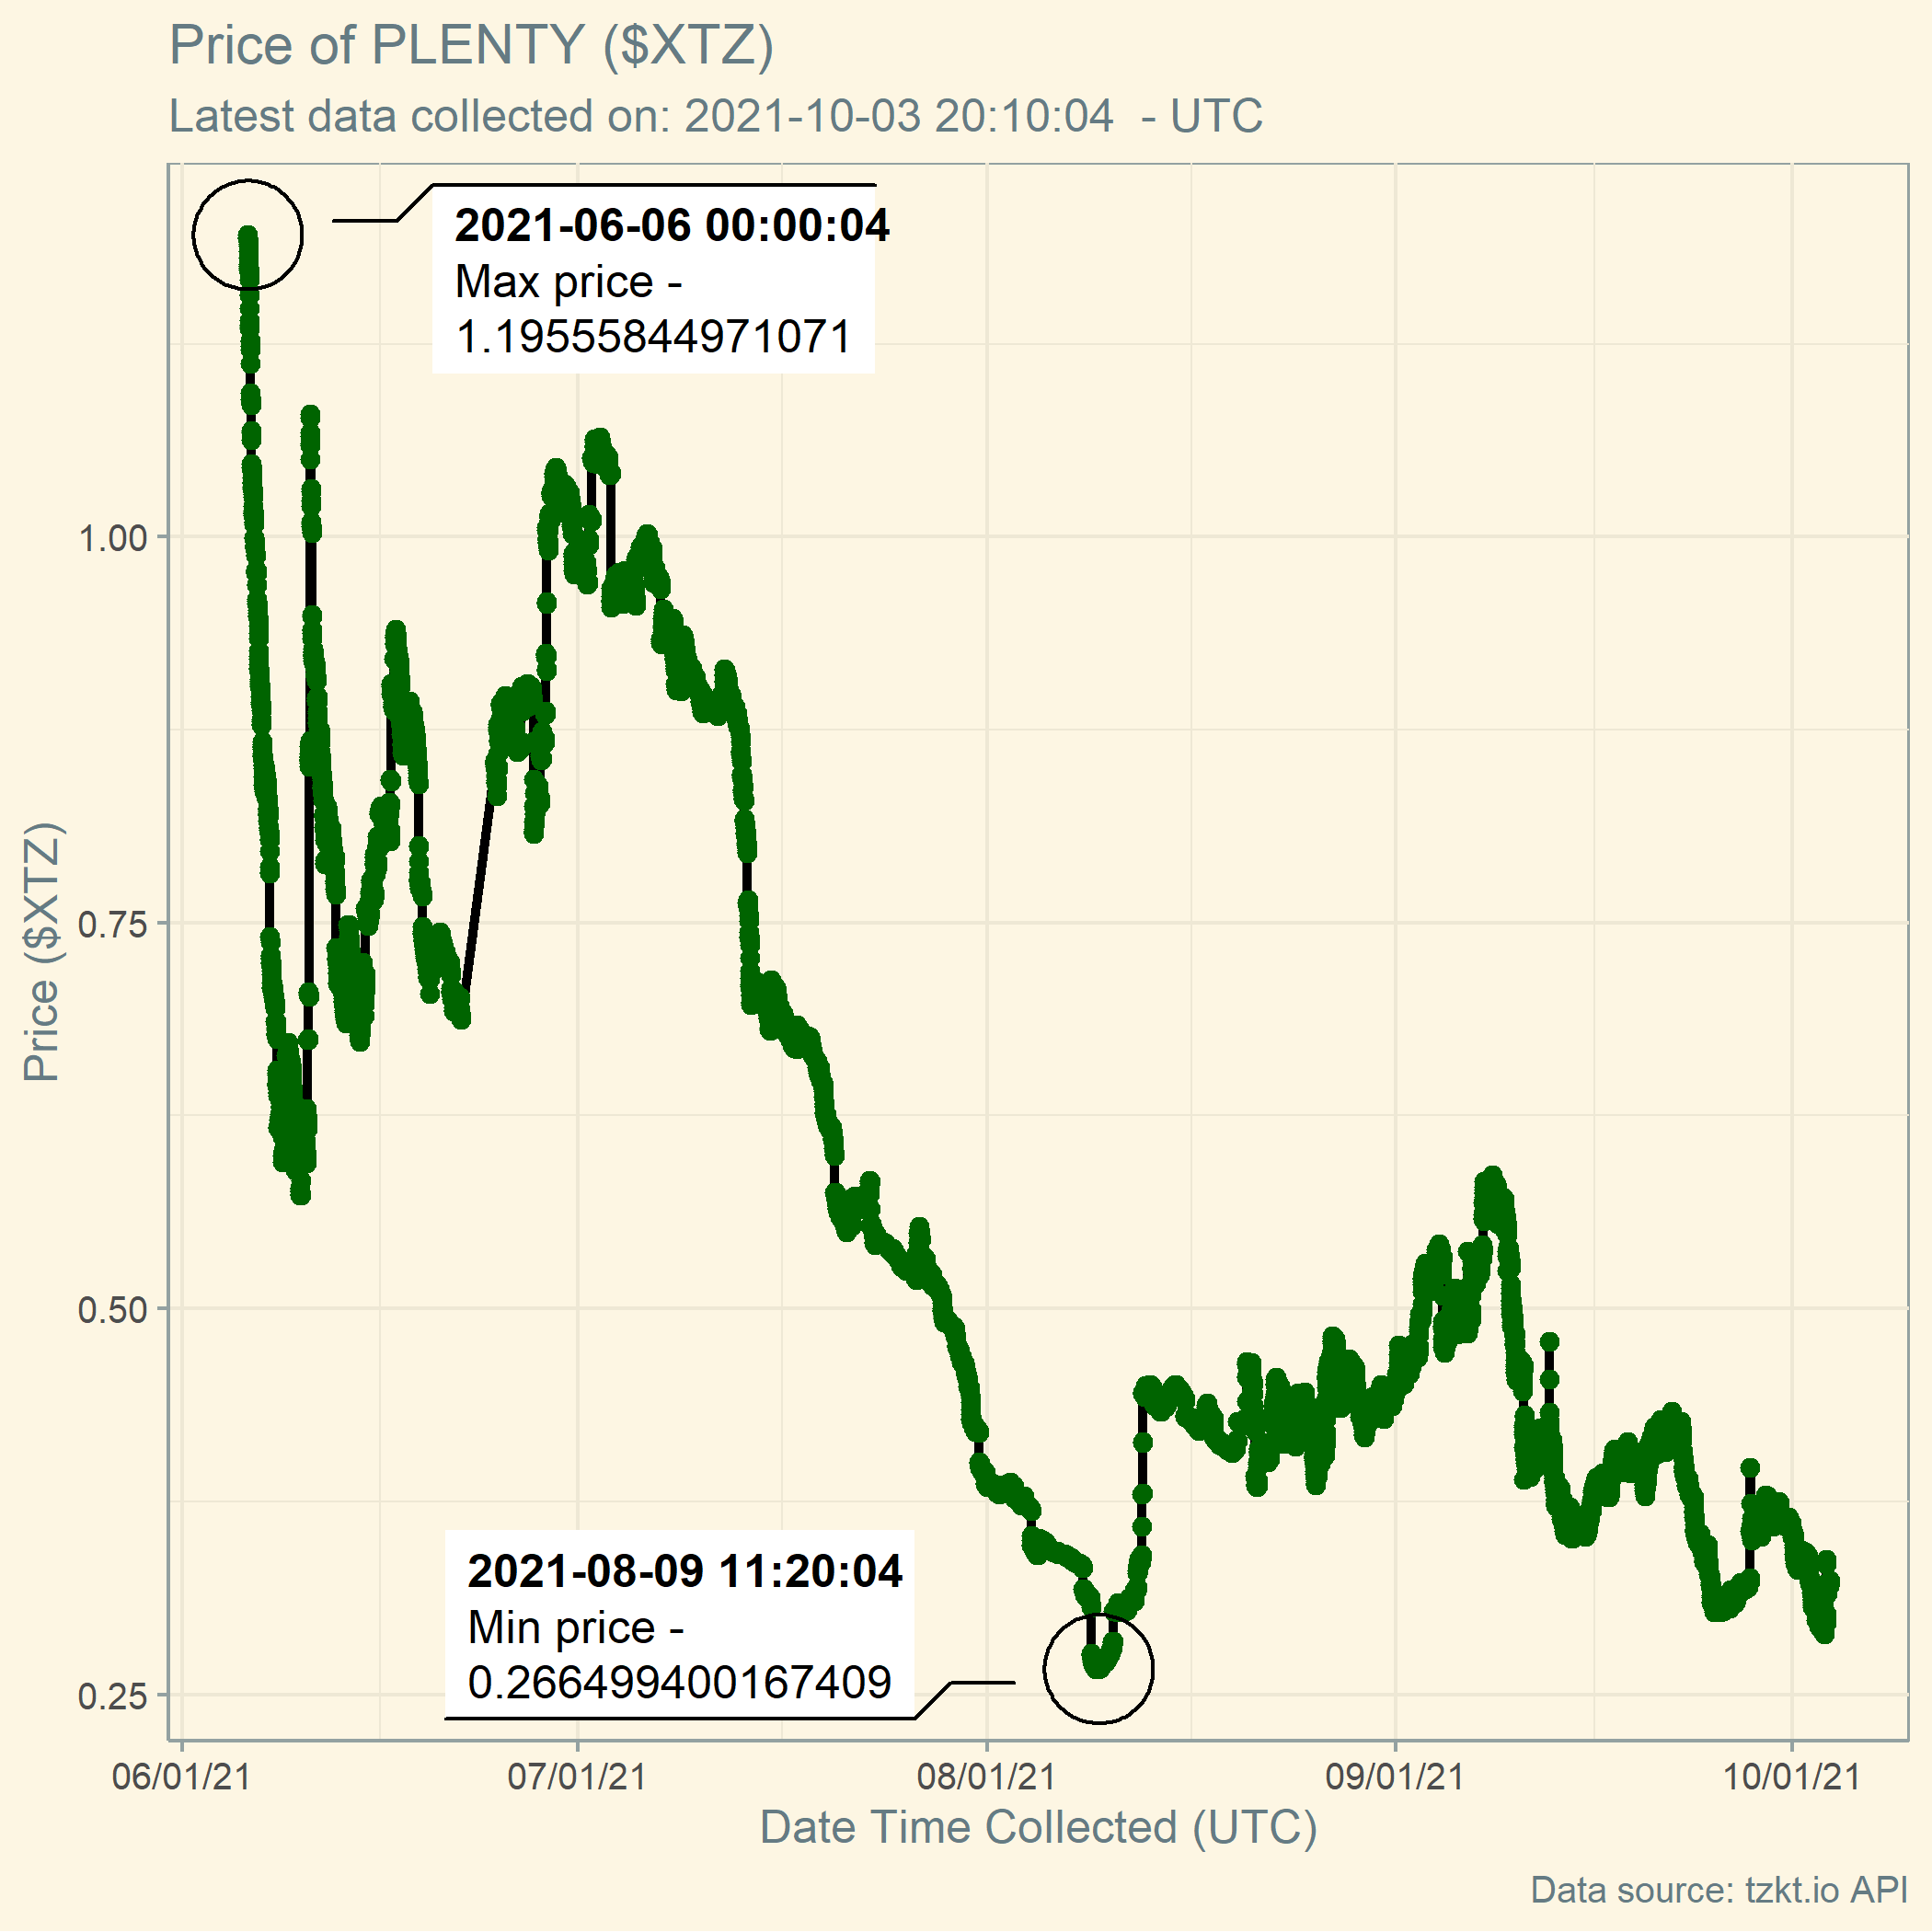 Price of PLENTY ($XTZ)
Latest data collected on: 2021-10-03 20:10:04  - UTC
2021-06-06 00:00:04
Max price -
1.19555844971071
1.00
0.75
0.50
0.25
Price ($XTZ)
2021-08-09 11:20:04
Min price -
0.266499400167409
06/01/21
07/01/21
08/01/21
09/01/21
10/01/21
Date Time Collected (UTC)
Data source: tzkt.io API